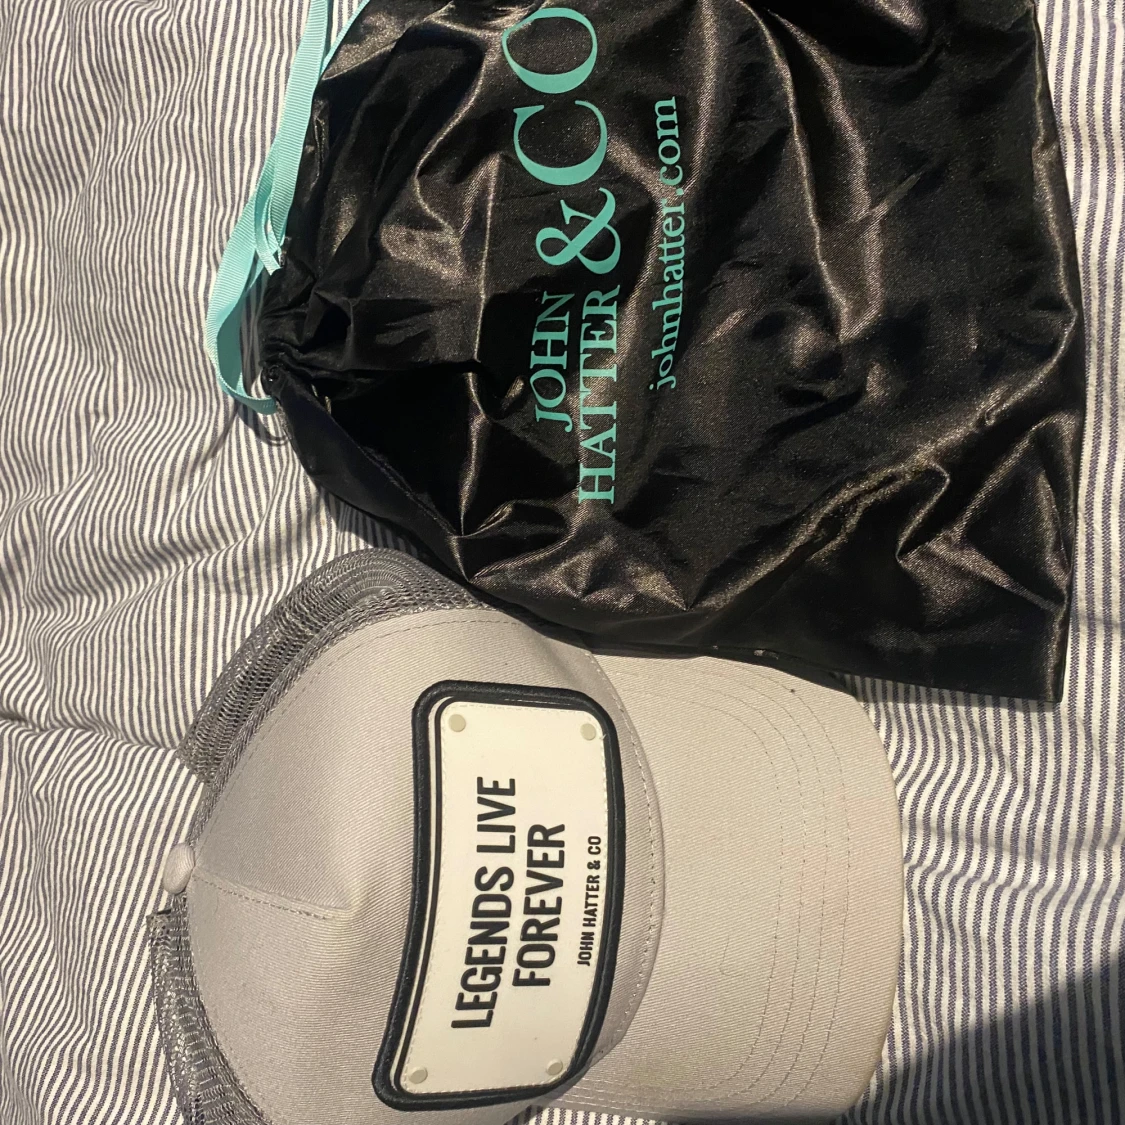 JOHN
HATTER & CO
johnhatter.com
LEGENDS LIVE
FOREVER
JOHN HATTER & CO